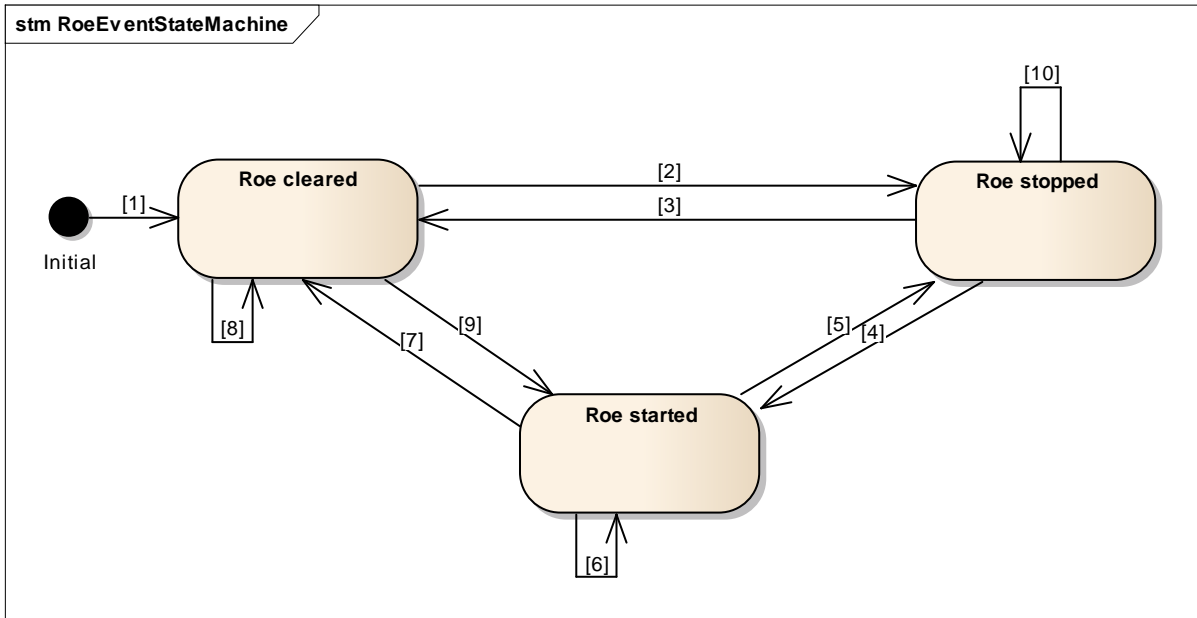 stm RoeEventStateMachine
[10]
Roe cleared
[2]
Roe stopped
[1]
[3]
Initial
[8]
[9]
[7]
[5]
[4]
Roe started
[6]